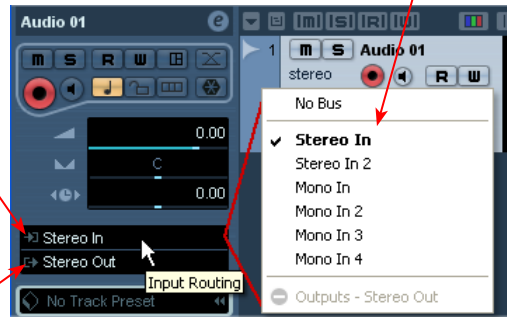 Audio 01 e
m S R W
0.00
C
0.00
Stereo In
Stereo Out
Input Routing
No Track Preset
[m] [S] [R] [W]
1 m S Audio 01
stereo R W
No Bus
✓ Stereo In
Stereo In 2
Mono In
Mono In 2
Mono In 3
Mono In 4
Outputs - Stereo Out